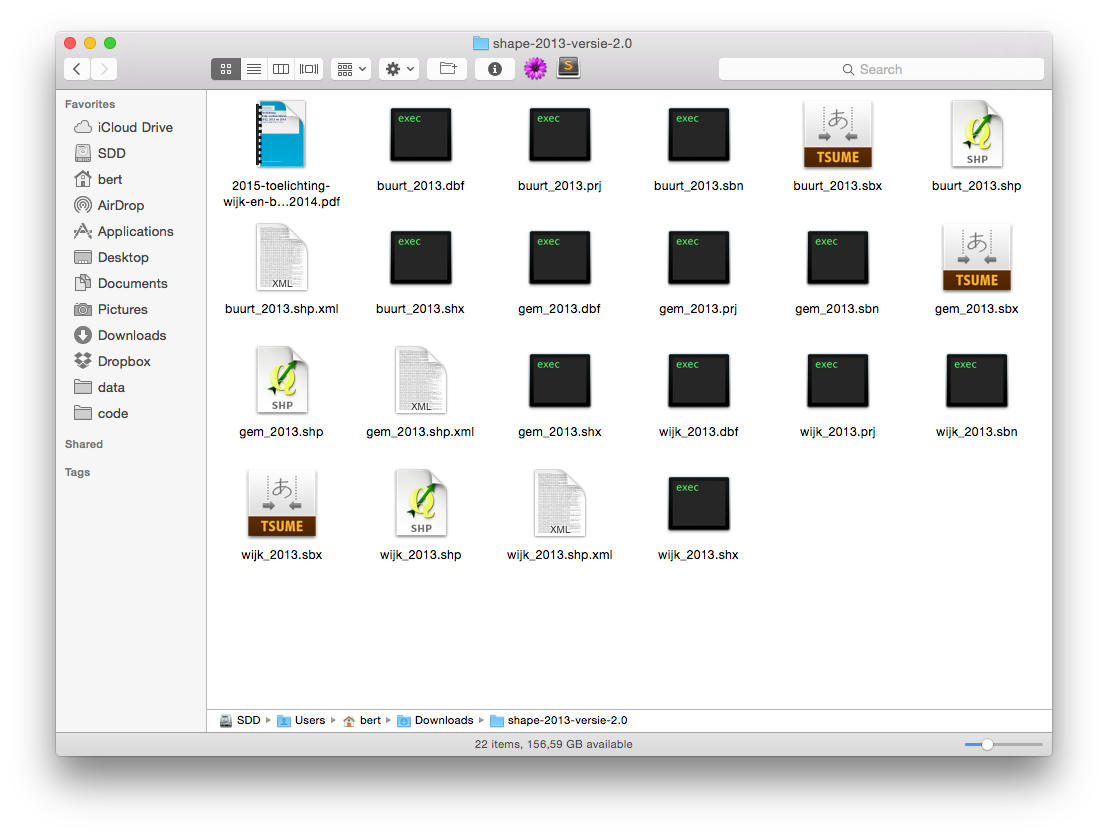 shape-2013-versie-2.0
S
Search
Favorites
iCloud Drive
SDD
bert
AirDrop
Applications
Desktop
Documents
Pictures
Downloads
Dropbox
data
code
Shared
Tags
exec
exec
exec
あ
TSUME
SHP
2015-toelichting-
wijk-en-b...2014.pdf
buurt_2013.dbf
buurt_2013.prj
buurt_2013.sbn
buurt_2013.sbx
buurt_2013.shp
XML
exec
exec
exec
exec
あ
TSUME
buurt_2013.shp.xml
buurt_2013.shx
gem_2013.dbf
gem_2013.prj
gem_2013.sbn
gem_2013.sbx
SHP
XML
exec
exec
exec
exec
gem_2013.shp
gem_2013.shp.xml
gem_2013.shx
wijk_2013.dbf
wijk_2013.prj
wijk_2013.sbn
あ
TSUME
SHP
XML
exec
wijk_2013.sbx
wijk_2013.shp
wijk_2013.shp.xml
wijk_2013.shx
SDD
Users
bert
Downloads
shape-2013-versie-2.0
22 items, 156,59 GB available